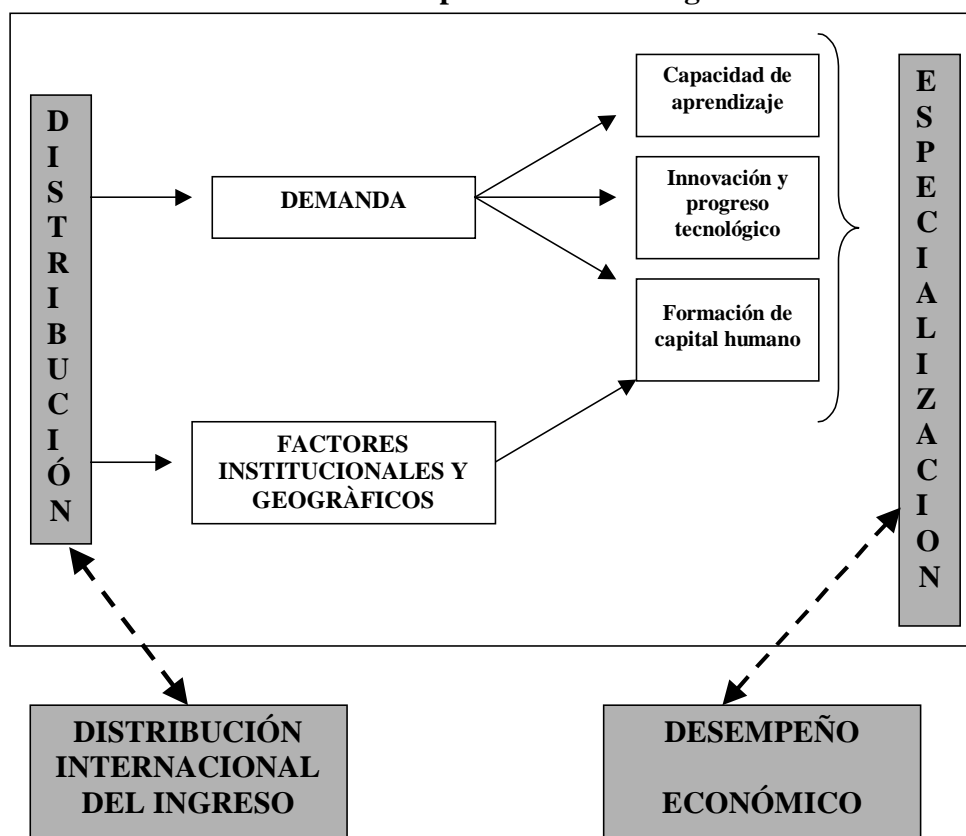 DISTRIBUCIÓN
DEMANDA
Capacidad de
aprendizaje
Innovación y
progreso
tecnológico
Formación de
capital humano
FACTORES
INSTITUCIONALES Y
GEOGRÀFICOS
ESPECIALIZACION
DISTRIBUCIÓN
INTERNACIONAL
DEL INGRESO
DESEMPEÑO
ECONÓMICO